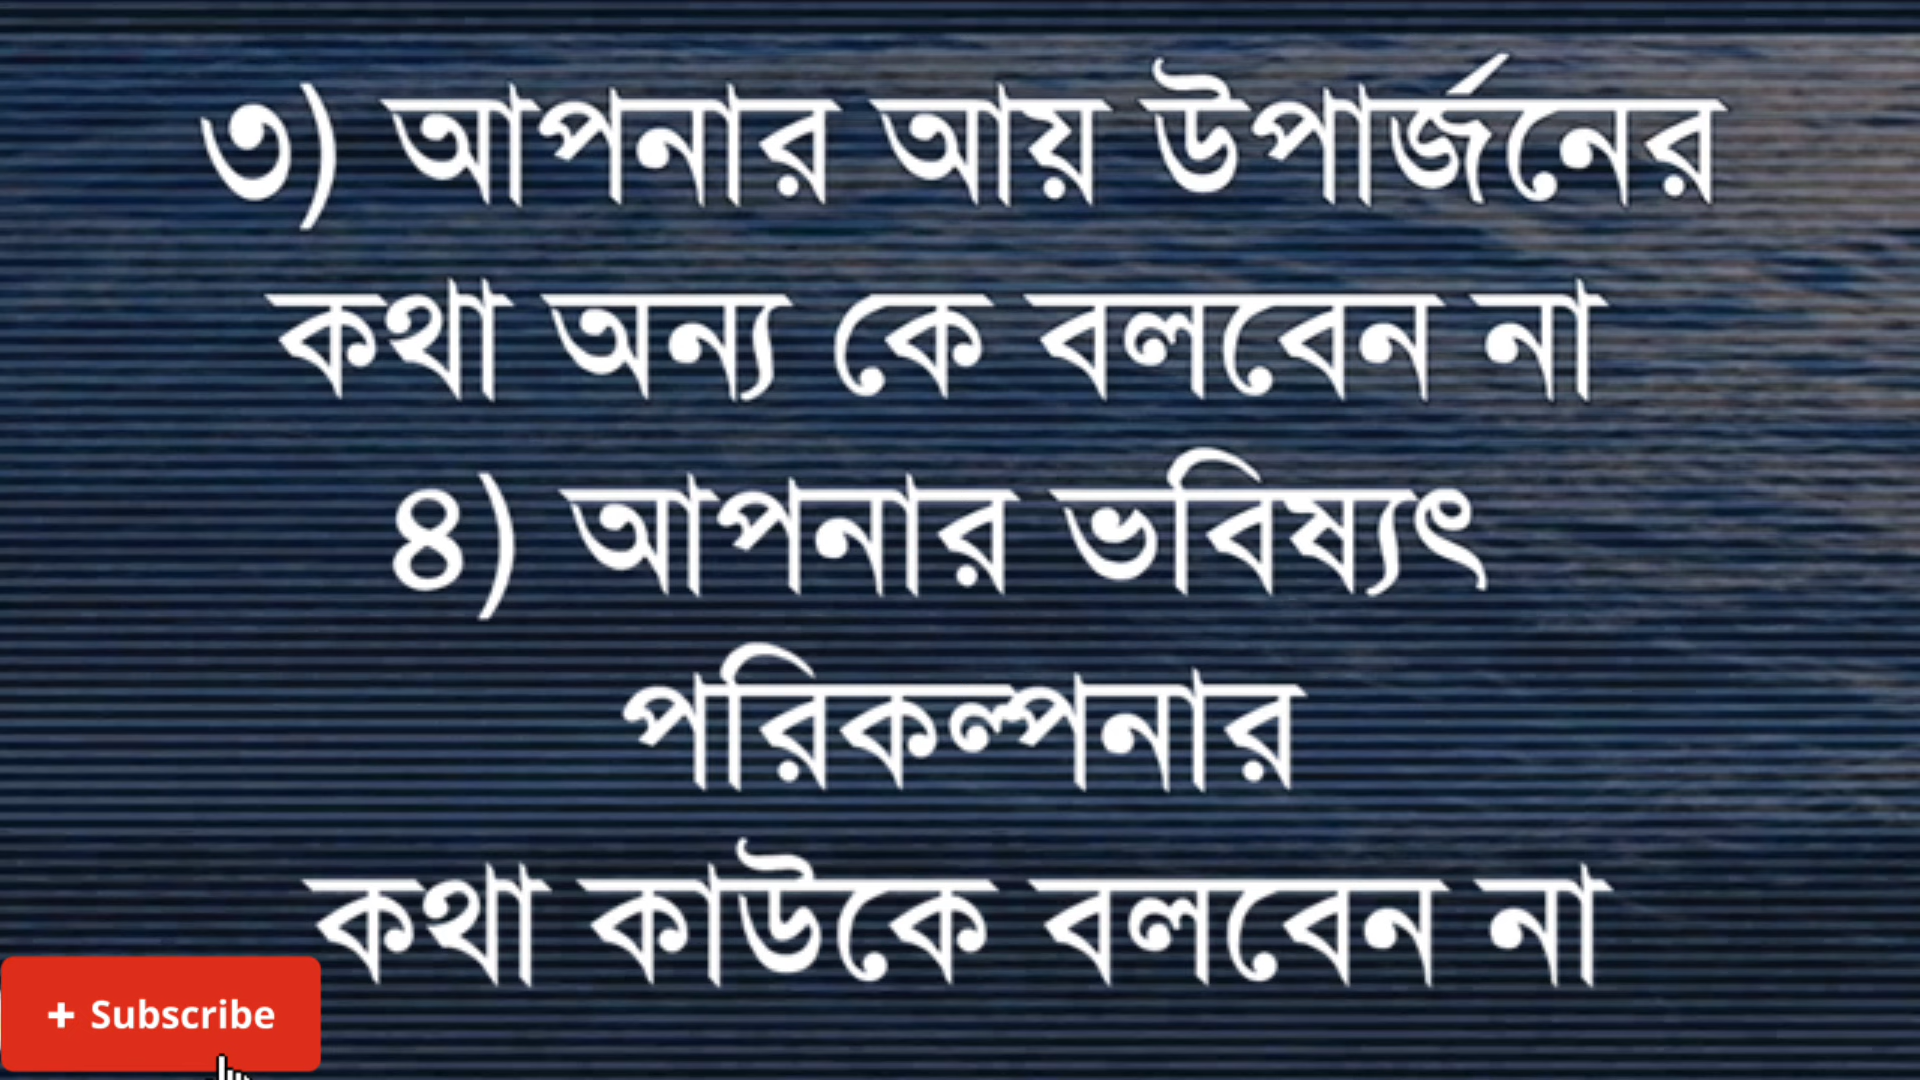 ৩) আপনার আয় উপার্জনের
কথা অন্য কে বলবেন না
৪) আপনার ভবিষ্যৎ
পরিকল্পনার
কথা কাউকে বলবেন না
+ Subscribe